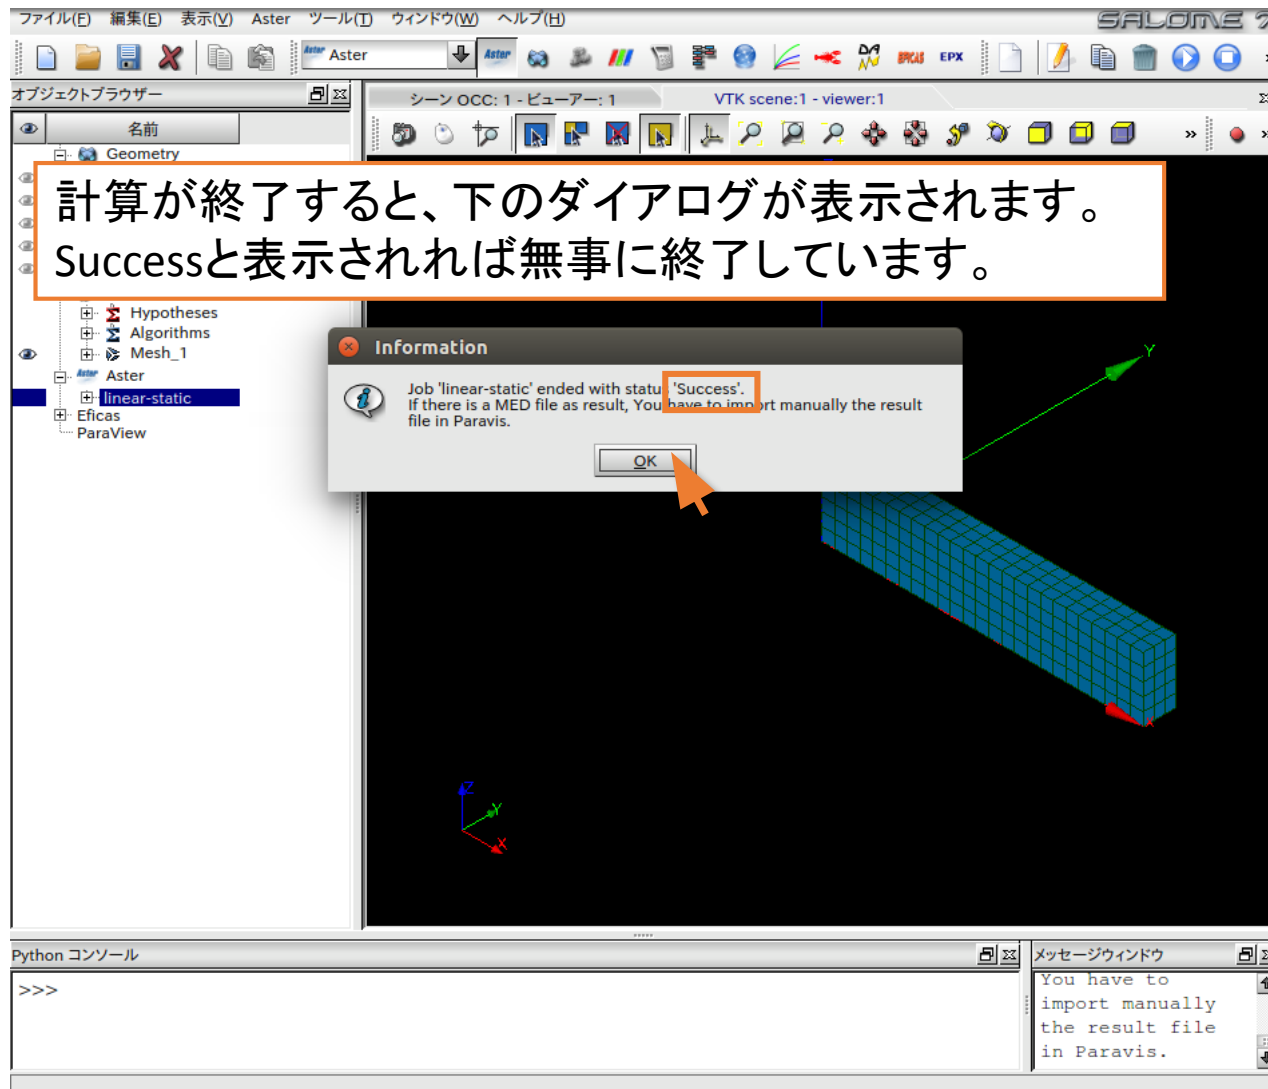 ファイル(F) 編集(E) 表示(V) Aster ツール(T) ウィンドウ(W) ヘルプ(H)
SALOME 7
Aster Aster Aster EPX
オブジェクトブラウザー
シーン OCC: 1 - ビューアー: 1 VTK scene:1 - viewer:1
名前
Geometry
計算が終了すると、下のダイアログが表示されます。
Successと表示されれば無事に終了しています。
Hypotheses
Algorithms
Mesh_1
Aster Aster
linear-static
Eficas
ParaView
Information
Job 'linear-static' ended with status 'Success'.
If there is a MED file as result, You have to import manually the result
file in Paravis.
OK
Y
X
Z
Y
X
Python コンソール
>>>
メッセージウィンドウ
You have to
import manually
the result file
in Paravis.